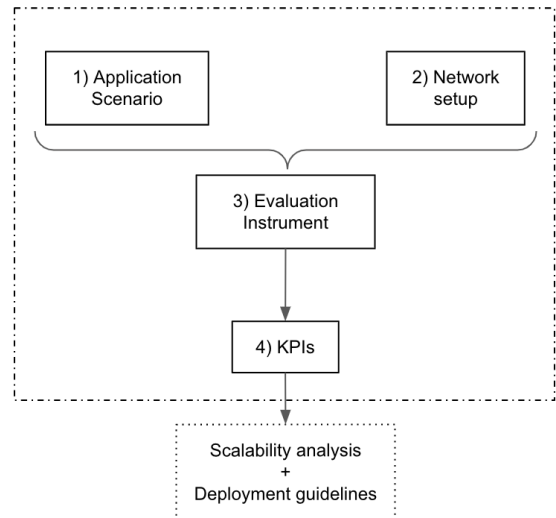 1) Application
Scenario
2) Network
setup
3) Evaluation
Instrument
4) KPIs
Scalability analysis
+
Deployment guidelines